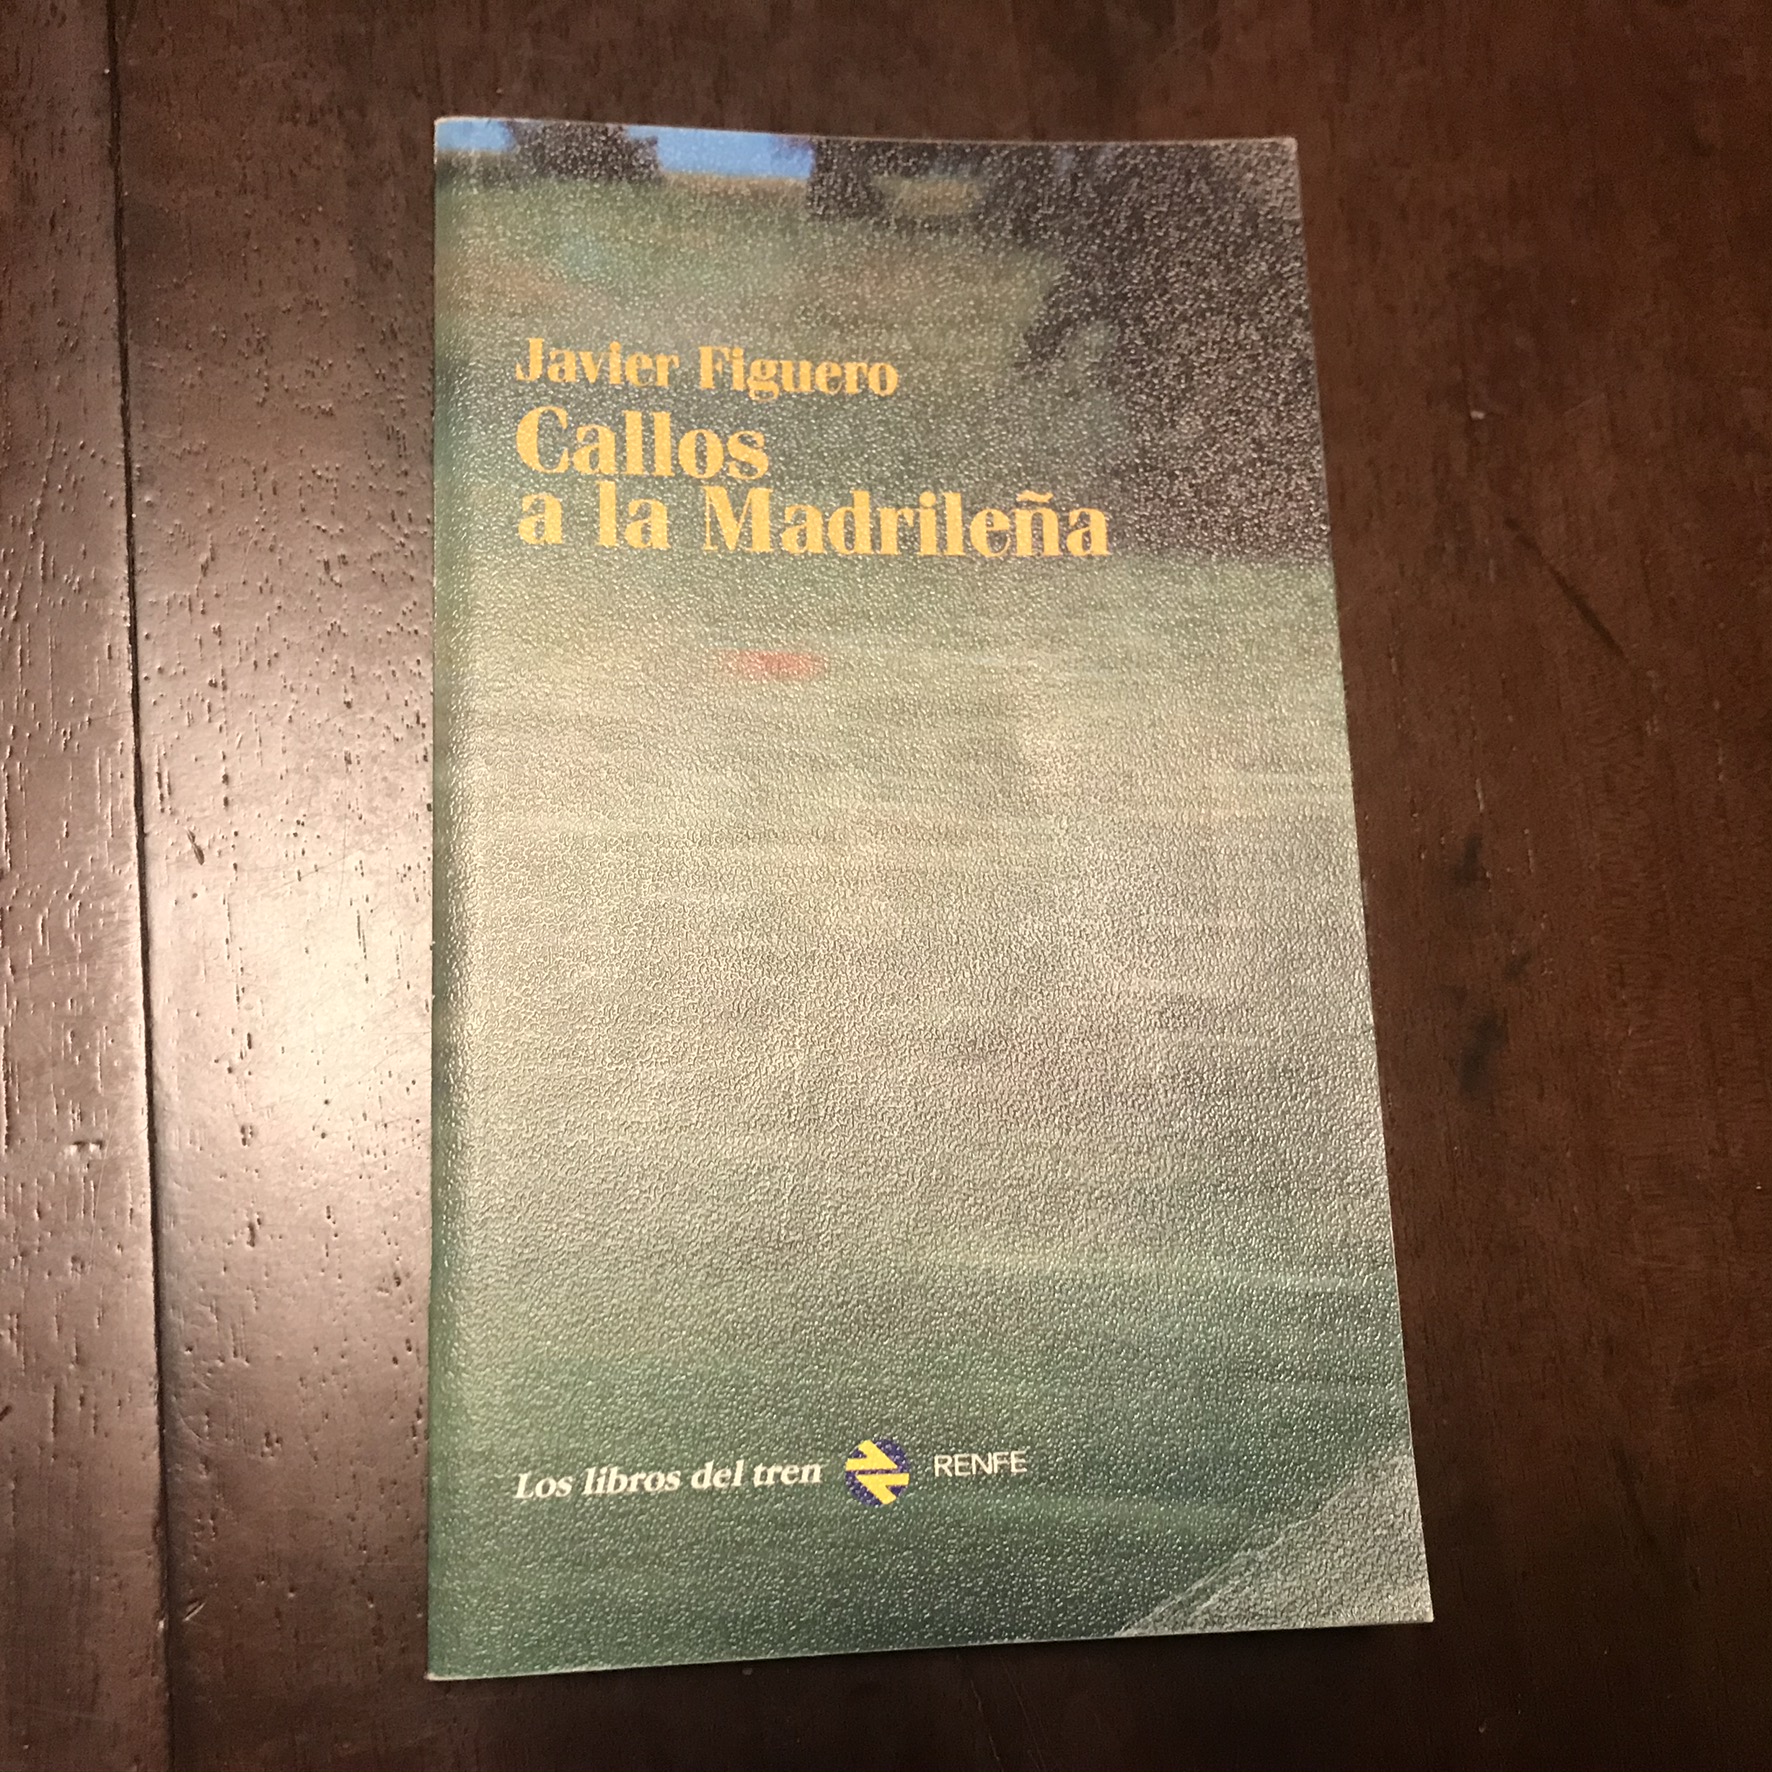 Javier Figuero
Callos
a la Madrileña
Los libros del tren RENFE